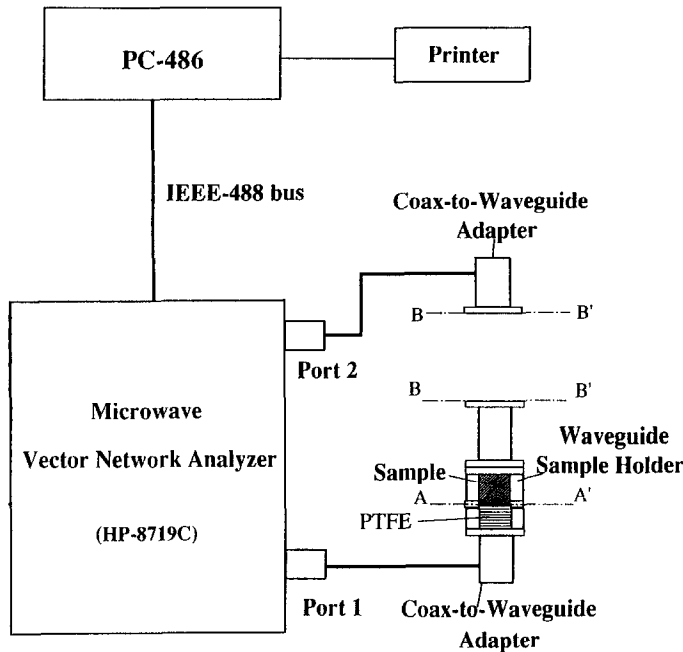 PC-486
Printer
IEEE-488 bus
Coax-to-Waveguide
Adapter
B B'
Port 2
B B'
Microwave
Vector Network Analyzer
(HP-8719C)
Waveguide
Sample Holder
Sample
A A'
PTFE
Port 1
Coax-to-Waveguide
Adapter